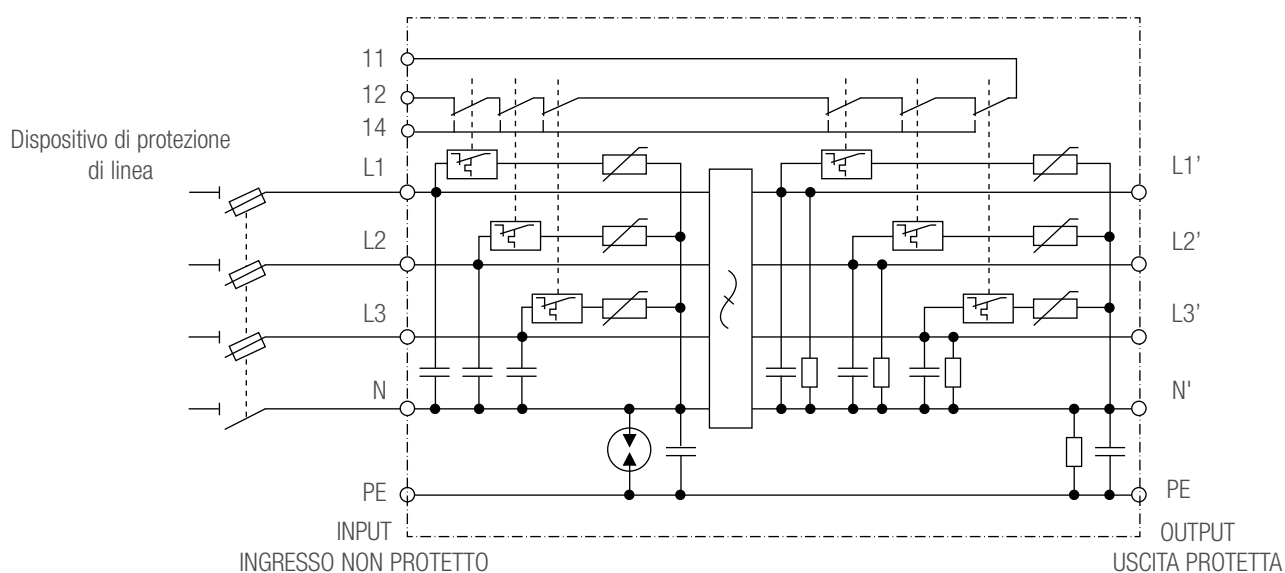 11
12
14
Dispositivo di protezione
di linea
L1
L1'
L2
L2'
L3
L3'
N
N'
PE
PE
INPUT
INGRESSO NON PROTETTO
OUTPUT
USCITA PROTETTA